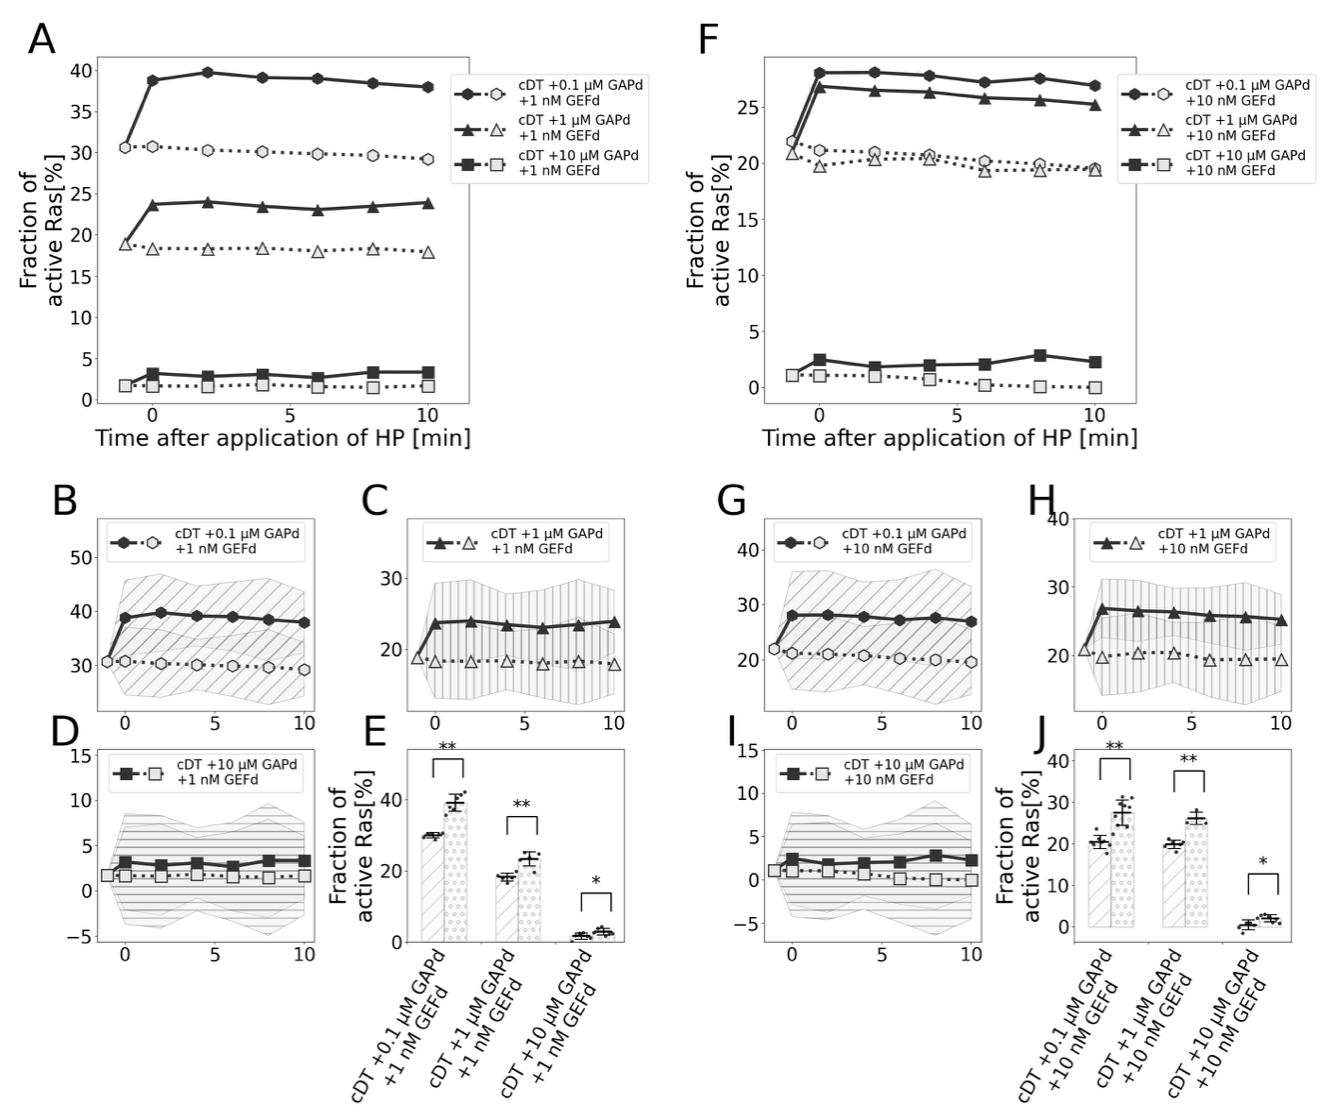 A
40
35
30
25
20
15
10
5
0
0
5
10
Fraction of
active Ras[%]
Time after application of HP [min]
cDT +0.1 µM GAPd
+1 nM GEFd
cDT +1 µM GAPd
+1 nM GEFd
cDT +10 µM GAPd
+1 nM GEFd
F
25
20
15
10
5
0
0
5
10
Fraction of
active Ras[%]
Time after application of HP [min]
cDT +0.1 µM GAPd
+10 nM GEFd
cDT +1 µM GAPd
+10 nM GEFd
cDT +10 µM GAPd
+10 nM GEFd
B
cDT +0.1 µM GAPd
+1 nM GEFd
50
40
30
0
5
10
C
cDT +1 µM GAPd
+1 nM GEFd
30
20
0
5
10
G
cDT +0.1 µM GAPd
+10 nM GEFd
40
30
20
0
5
10
H
cDT +1 µM GAPd
+10 nM GEFd
40
30
20
0
5
10
D
cDT +10 µM GAPd
+1 nM GEFd
15
10
5
0
−5
0
5
10
E
Fraction of
active Ras[%]
40
20
0
**
**
*
cDT +0.1 µM GAPd
+1 nM GEFd
cDT +1 µM GAPd
+1 nM GEFd
cDT +10 µM GAPd
+1 nM GEFd
I
cDT +10 µM GAPd
+10 nM GEFd
15
10
5
0
−5
0
5
10
J
Fraction of
active Ras[%]
40
30
20
10
0
**
**
*
cDT +0.1 µM GAPd
+10 nM GEFd
cDT +1 µM GAPd
+10 nM GEFd
cDT +10 µM GAPd
+10 nM GEFd